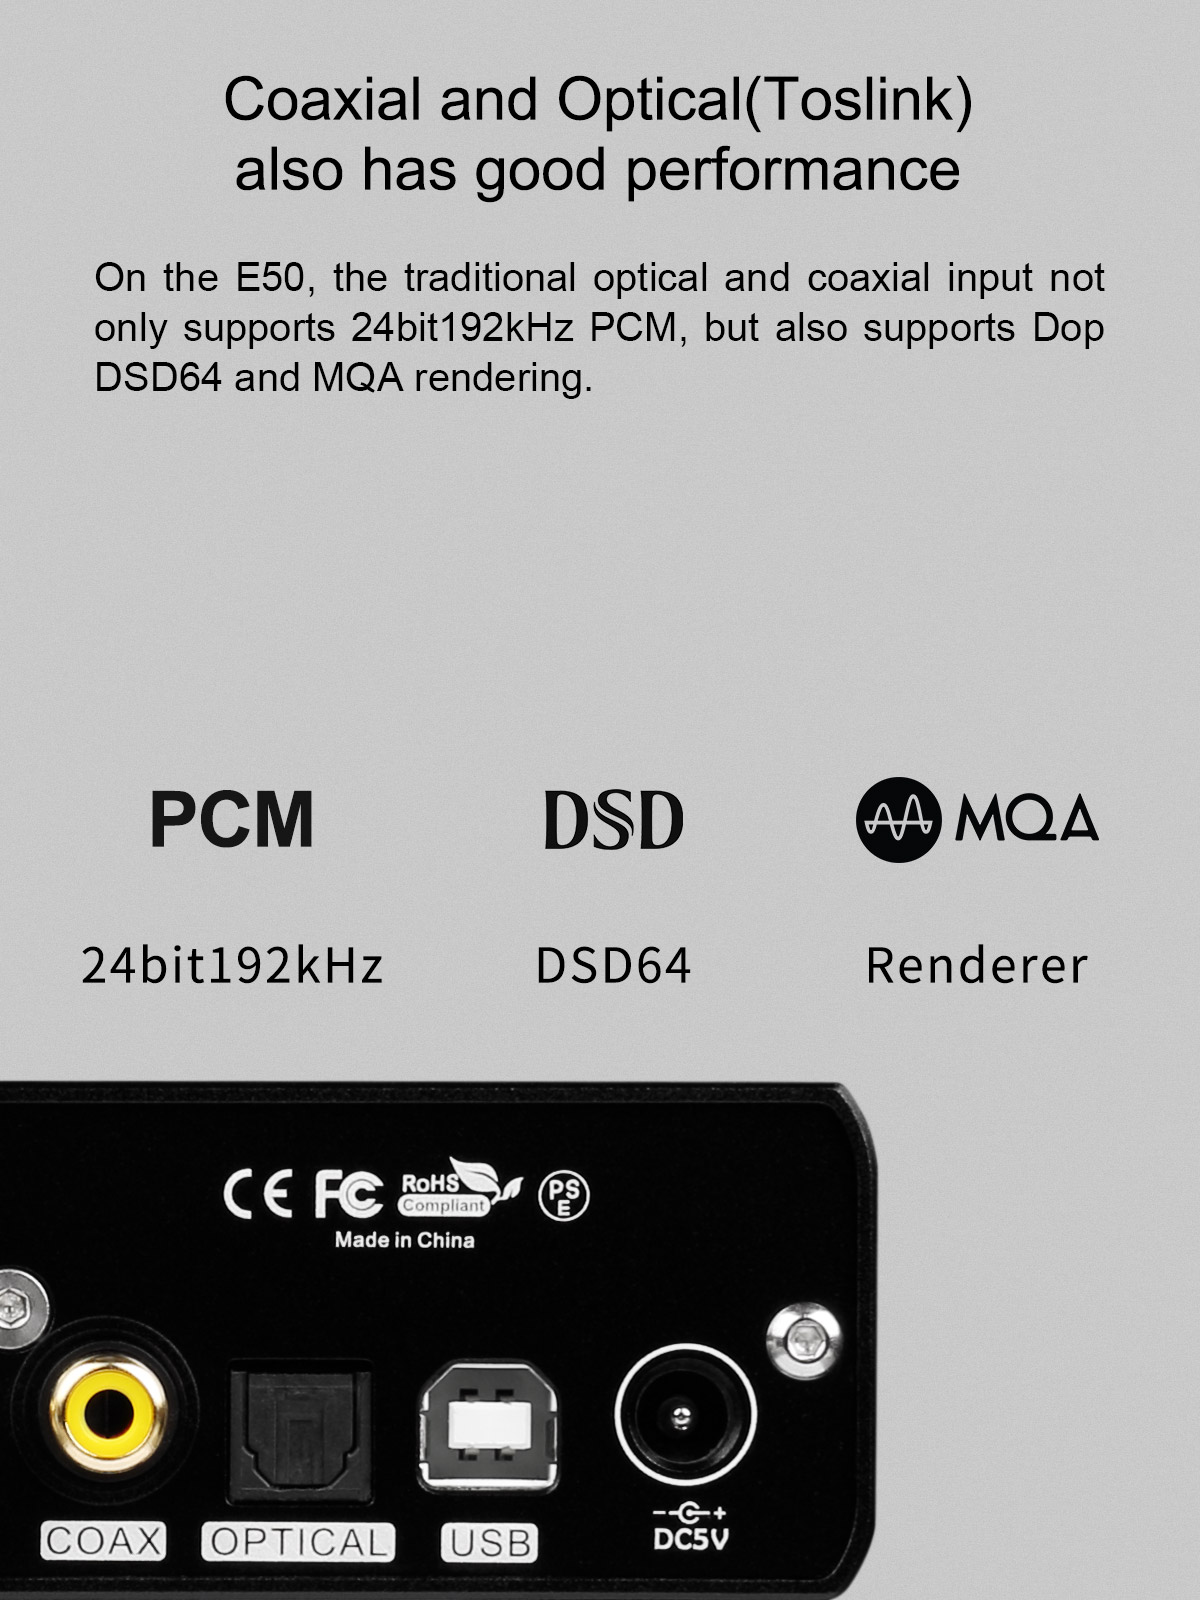 Coaxial and Optical(Toslink)
also has good performance
On the E50, the traditional optical and coaxial input not
only supports 24bit192kHz PCM, but also supports Dop
DSD64 and MQA rendering.
PCM DSD MQA
24bit192kHz DSD64 Renderer
CE FC RoHS Compliant PSE
Made in China
DC5V
COAX OPTICAL USB